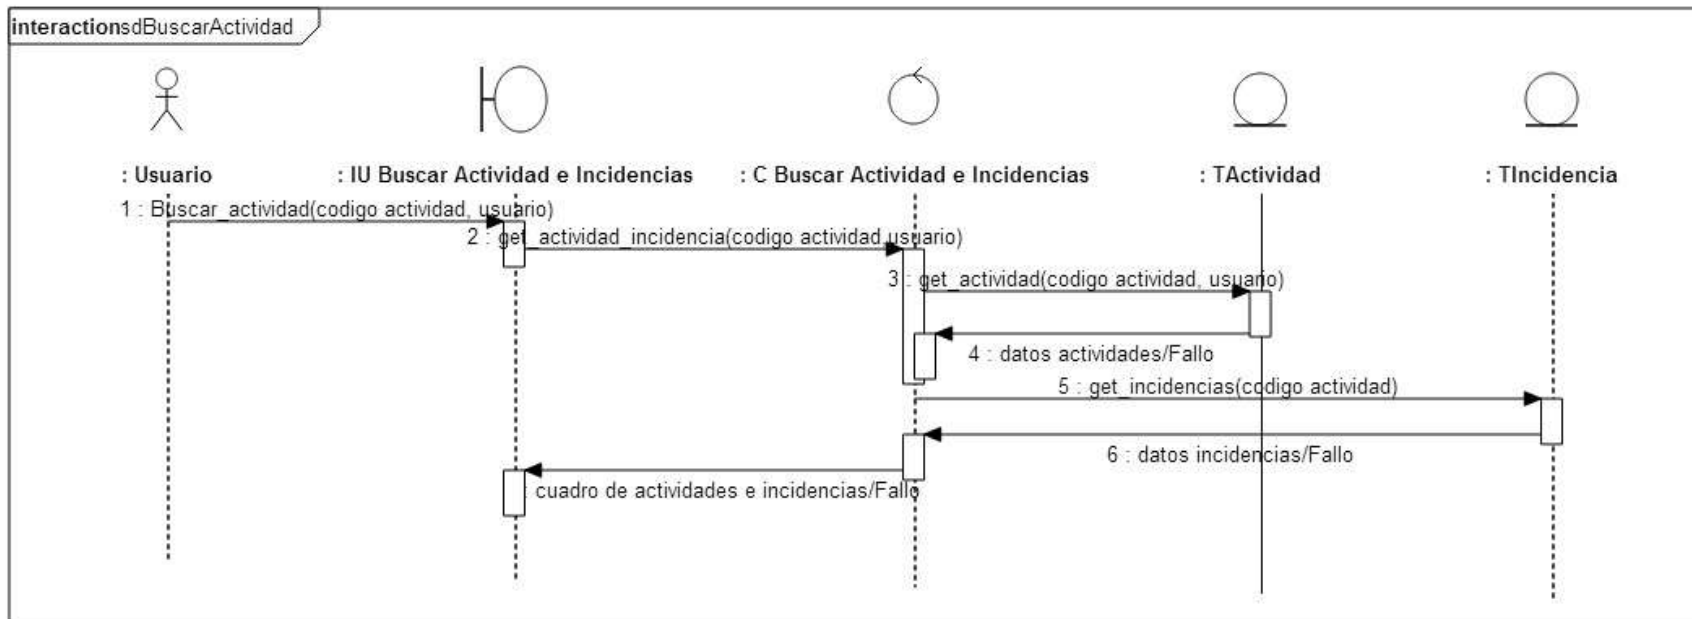 interactionsdBuscarActividad
: Usuario
: IU Buscar Actividad e Incidencias
: C Buscar Actividad e Incidencias
: TActividad
: TIncidencia
1 : Buscar_actividad(codigo actividad, usuario)
2 : get_actividad_incidencia(codigo actividad,usuario)
3 : get_actividad(codigo actividad, usuario)
4 : datos actividades/Fallo
5 : get_incidencias(codigo actividad)
6 : datos incidencias/Fallo
: cuadro de actividades e incidencias/Fallo